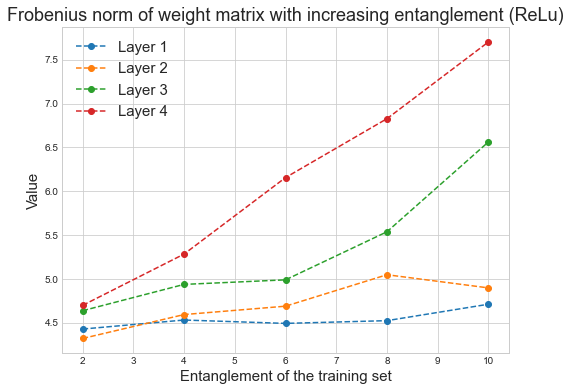 Frobenius norm of weight matrix with increasing entanglement (ReLu)
Layer 1
Layer 2
Layer 3
Layer 4
Value
7.5
7.0
6.5
6.0
5.5
5.0
4.5
2 3 4 5 6 7 8 9 10
Entanglement of the training set